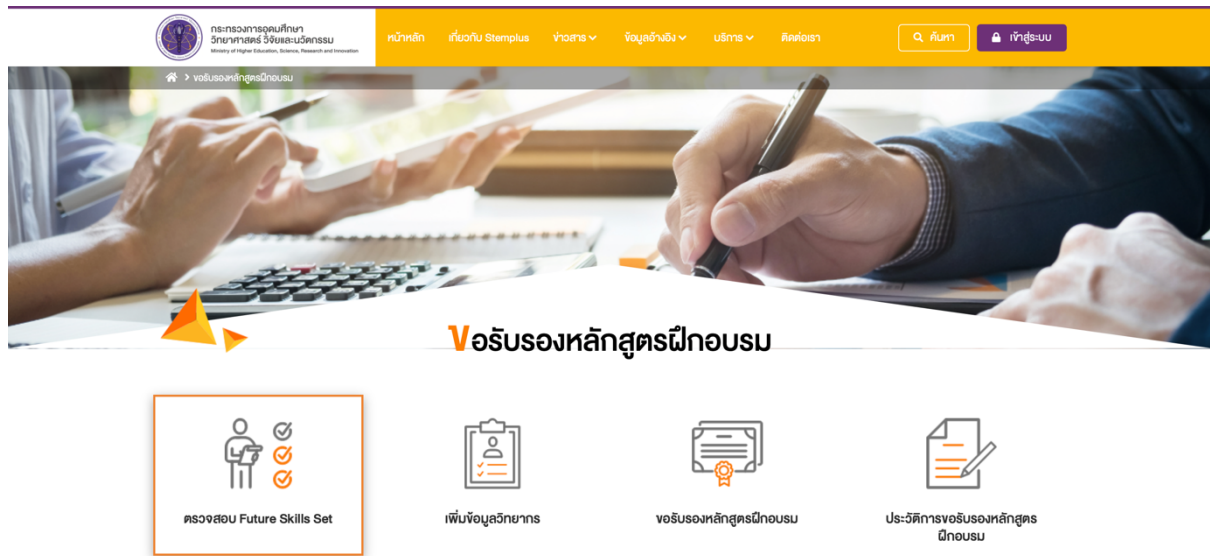 กระทรวงการอุดมศึกษา
วิทยาศาสตร์ วิจัยและนวัตกรรม
Ministry of Higher Education, Science, Research and Innovation
หน้าหลัก เกี่ยวกับ Stemplus ข่าวสาร ข้อมูลอ้างอิง บริการ ติดต่อเรา ค้นหา เข้าสู่ระบบ
> ขอรับรองหลักสูตรฝึกอบรม
ขอรับรองหลักสูตรฝึกอบรม
ตรวจสอบ Future Skills Set
เพิ่มข้อมูลวิทยากร
ขอรับรองหลักสูตรฝึกอบรม
ประวัติการขอรับรองหลักสูตร
ฝึกอบรม